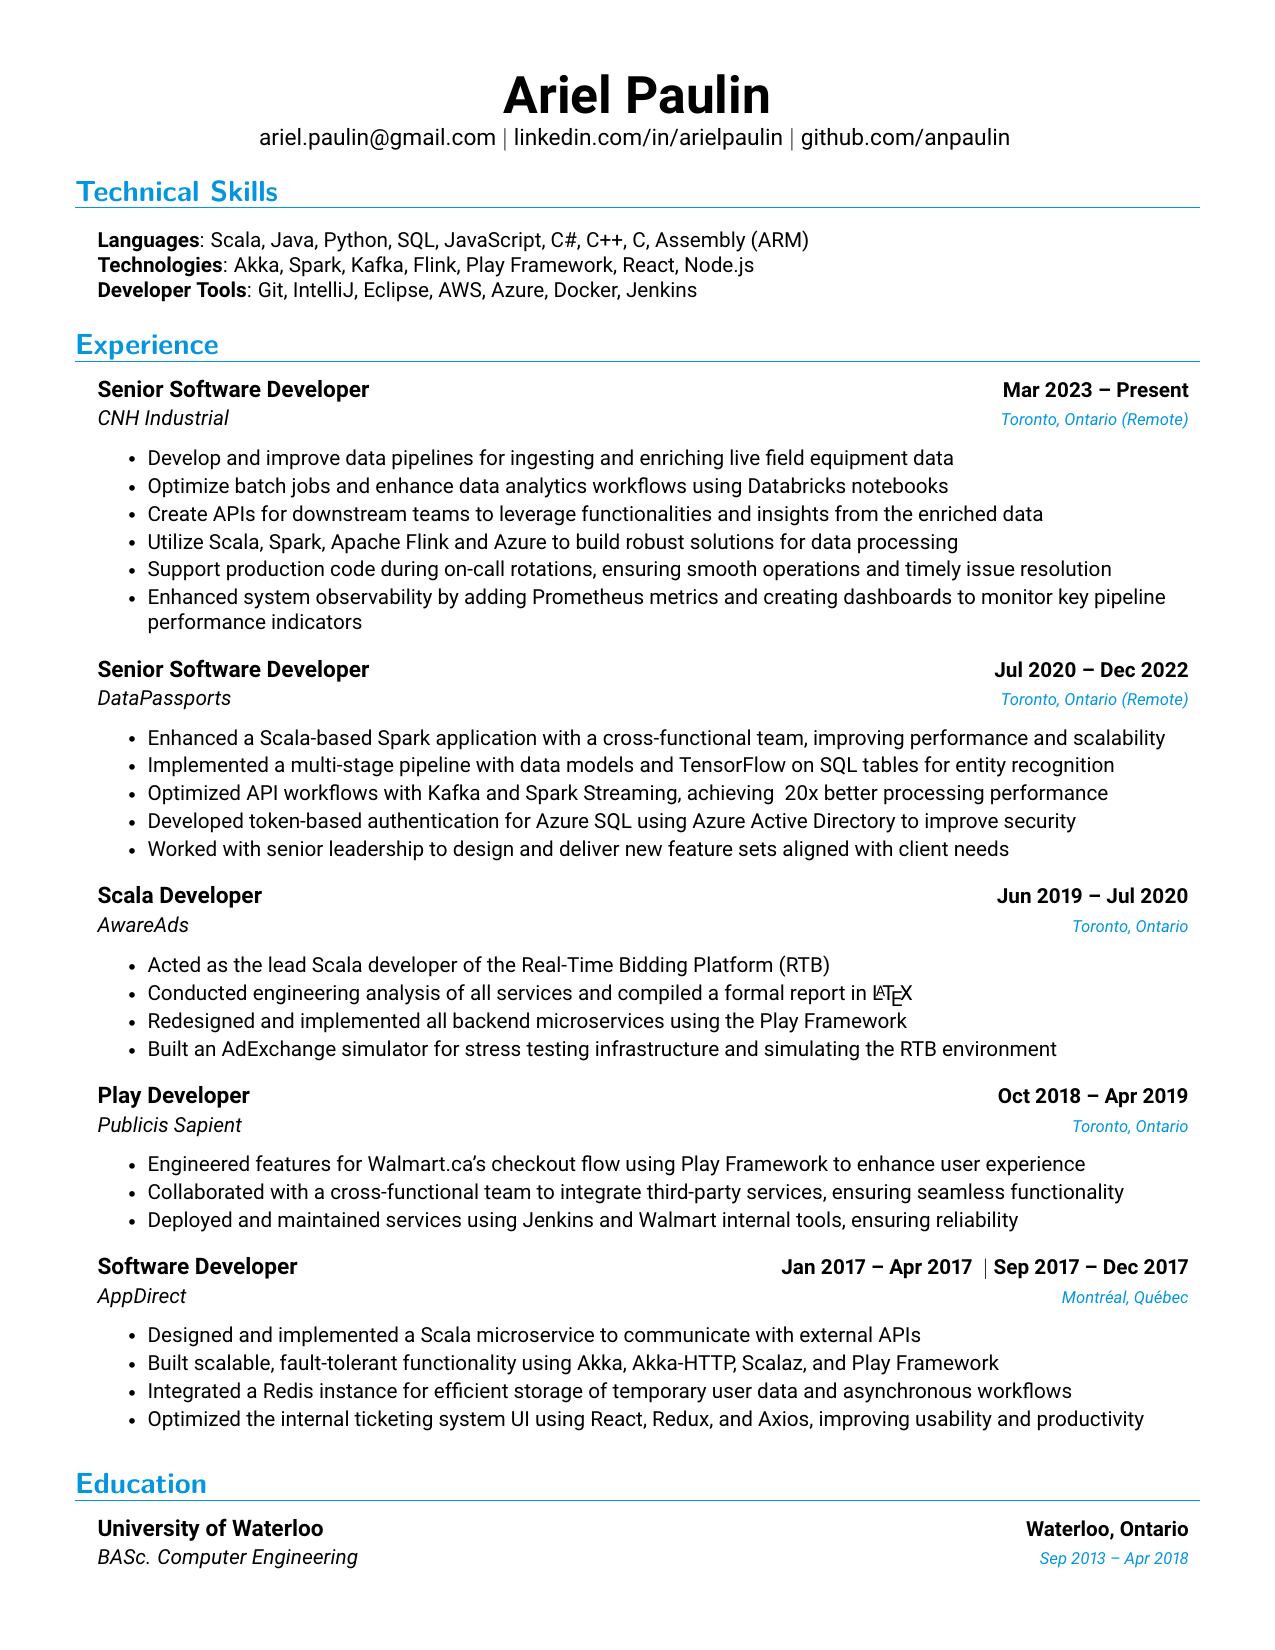 Ariel Paulin
ariel.paulin@gmail.com | linkedin.com/in/arielpaulin | github.com/anpaulin
Technical Skills
Languages: Scala, Java, Python, SQL, JavaScript, C#, C++, C, Assembly (ARM)
Technologies: Akka, Spark, Kafka, Flink, Play Framework, React, Node.js
Developer Tools: Git, IntelliJ, Eclipse, AWS, Azure, Docker, Jenkins
Experience
Senior Software Developer Mar 2023 – Present
CNH Industrial Toronto, Ontario (Remote)
• Develop and improve data pipelines for ingesting and enriching live field equipment data
• Optimize batch jobs and enhance data analytics workflows using Databricks notebooks
• Create APIs for downstream teams to leverage functionalities and insights from the enriched data
• Utilize Scala, Spark, Apache Flink and Azure to build robust solutions for data processing
• Support production code during on-call rotations, ensuring smooth operations and timely issue resolution
• Enhanced system observability by adding Prometheus metrics and creating dashboards to monitor key pipeline
performance indicators
Senior Software Developer Jul 2020 – Dec 2022
DataPassports Toronto, Ontario (Remote)
• Enhanced a Scala-based Spark application with a cross-functional team, improving performance and scalability
• Implemented a multi-stage pipeline with data models and TensorFlow on SQL tables for entity recognition
• Optimized API workflows with Kafka and Spark Streaming, achieving 20x better processing performance
• Developed token-based authentication for Azure SQL using Azure Active Directory to improve security
• Worked with senior leadership to design and deliver new feature sets aligned with client needs
Scala Developer Jun 2019 – Jul 2020
AwareAds Toronto, Ontario
• Acted as the lead Scala developer of the Real-Time Bidding Platform (RTB)
• Conducted engineering analysis of all services and compiled a formal report in LATEX
• Redesigned and implemented all backend microservices using the Play Framework
• Built an AdExchange simulator for stress testing infrastructure and simulating the RTB environment
Play Developer Oct 2018 – Apr 2019
Publicis Sapient Toronto, Ontario
• Engineered features for Walmart.ca’s checkout flow using Play Framework to enhance user experience
• Collaborated with a cross-functional team to integrate third-party services, ensuring seamless functionality
• Deployed and maintained services using Jenkins and Walmart internal tools, ensuring reliability
Software Developer Jan 2017 – Apr 2017 | Sep 2017 – Dec 2017
AppDirect Montréal, Québec
• Designed and implemented a Scala microservice to communicate with external APIs
• Built scalable, fault-tolerant functionality using Akka, Akka-HTTP, Scalaz, and Play Framework
• Integrated a Redis instance for efficient storage of temporary user data and asynchronous workflows
• Optimized the internal ticketing system UI using React, Redux, and Axios, improving usability and productivity
Education
University of Waterloo Waterloo, Ontario
BASc. Computer Engineering Sep 2013 – Apr 2018